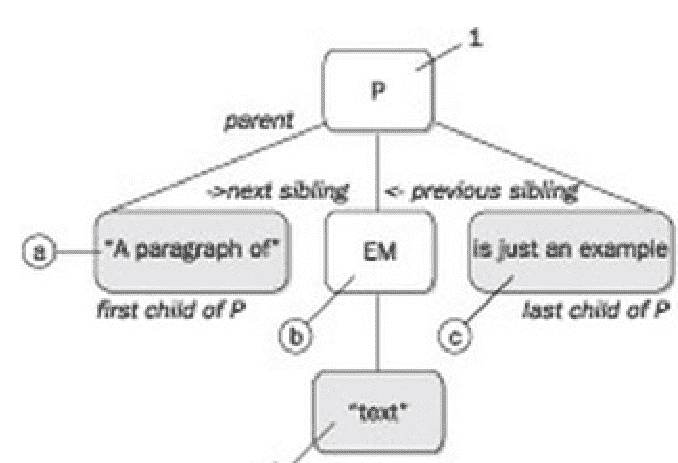 1
P
parent
->next sibling
<- previous sibling
a
"A paragraph of"
EM
is just an example
first child of P
last child of P
b
c
"text"